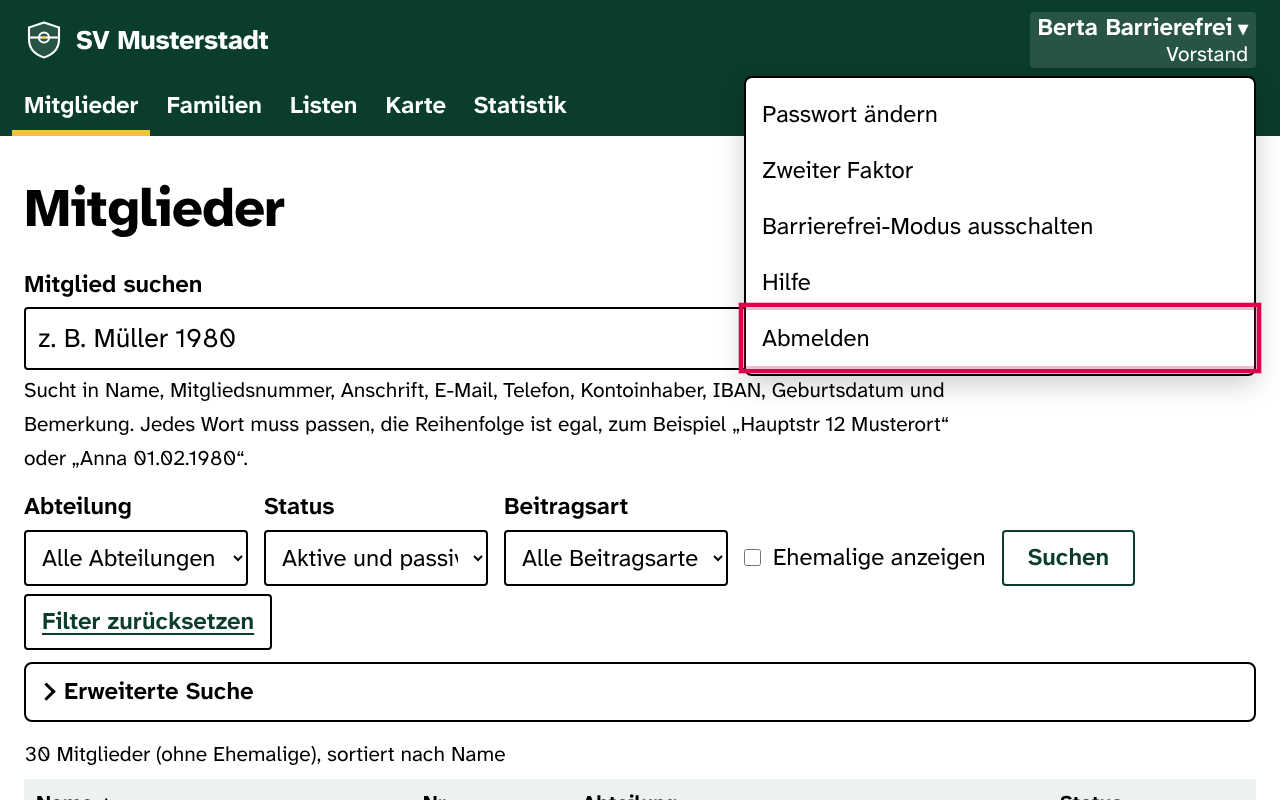 SV Musterstadt
Berta Barrierefrei ▾
Vorstand
Mitglieder Familien Listen Karte Statistik
Passwort ändern
Zweiter Faktor
Barrierefrei-Modus ausschalten
Hilfe
Abmelden
Mitglieder
Mitglied suchen
z. B. Müller 1980
Sucht in Name, Mitgliedsnummer, Anschrift, E-Mail, Telefon, Kontoinhaber, IBAN, Geburtsdatum und
Bemerkung. Jedes Wort muss passen, die Reihenfolge ist egal, zum Beispiel „Hauptstr 12 Musterort“
oder „Anna 01.02.1980“.
Abteilung Status Beitragsart
Alle Abteilungen Aktive und passiv Alle Beitragsarte Ehemalige anzeigen Suchen
Filter zurücksetzen
Erweiterte Suche
30 Mitglieder (ohne Ehemalige), sortiert nach Name
Name Nr. Abteilung Status